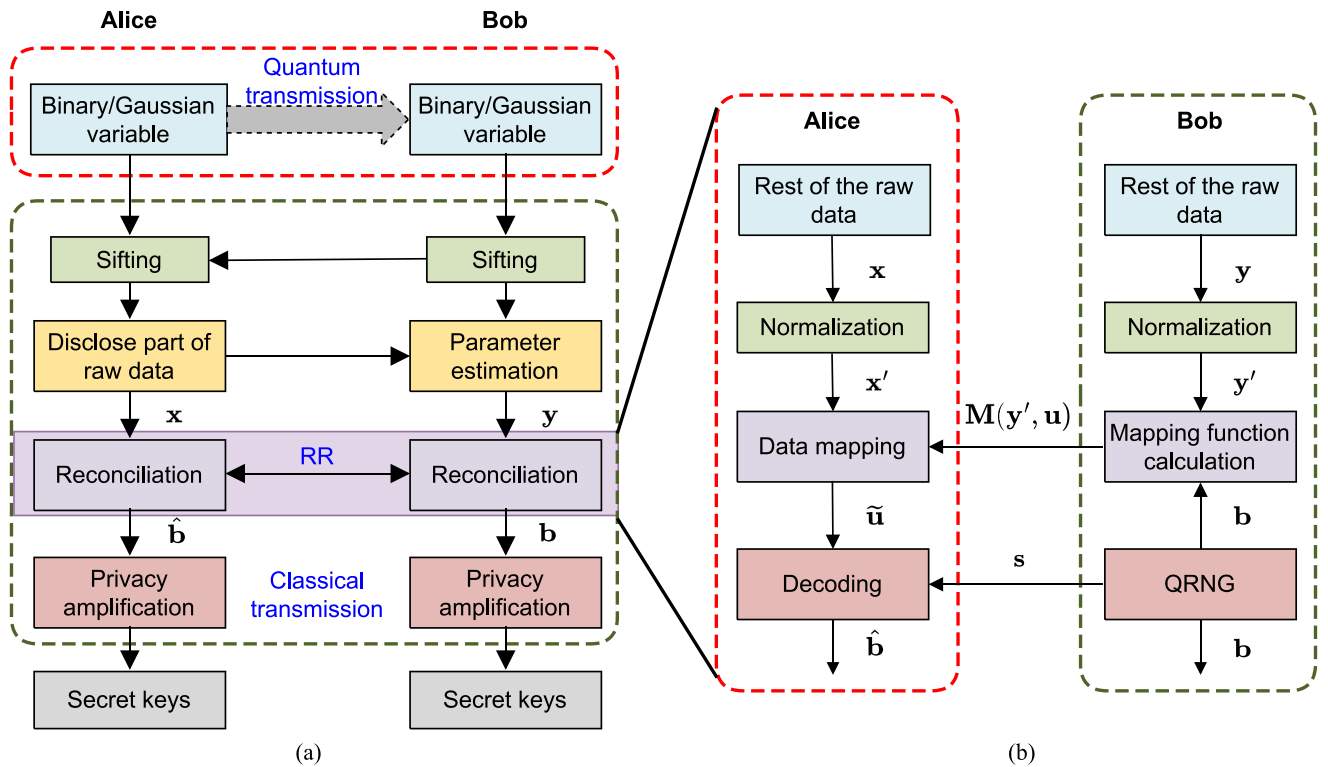 Alice
Bob
Quantum
transmission
Binary/Gaussian
variable
Binary/Gaussian
variable
Sifting
Sifting
Disclose part of
raw data
Parameter
estimation
x
y
Reconciliation
RR
Reconciliation
b̂
b
Privacy
amplification
Classical
transmission
Privacy
amplification
Secret keys
Secret keys
(a)
Alice
Bob
Rest of the raw
data
Rest of the raw
data
x
y
Normalization
Normalization
x′
y′
M(y′, u)
Data mapping
Mapping function
calculation
ũ
b
s
Decoding
QRNG
b̂
b
(b)